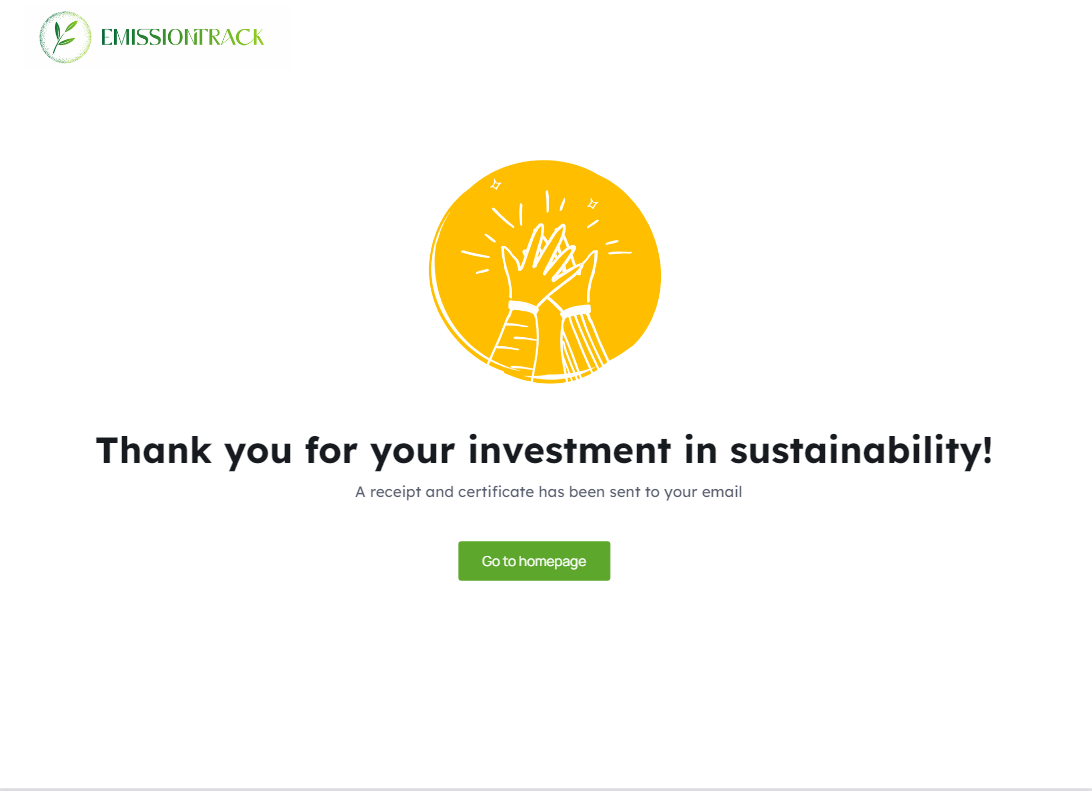 EMISSIONTRACK
Thank you for your investment in sustainability!
A receipt and certificate has been sent to your email
Go to homepage